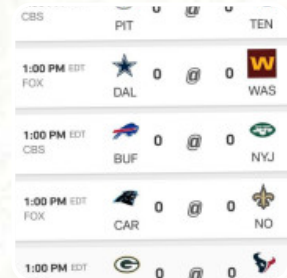 CBS 0 @ 0
PIT TEN
1:00 PM EDT 0 @ 0 W
FOX
DAL WAS
1:00 PM EDT 0 @ 0
CBS
BUF NYJ
1:00 PM EDT 0 @ 0
FOX
CAR NO
1:00 PM EDT G 0 @ 0